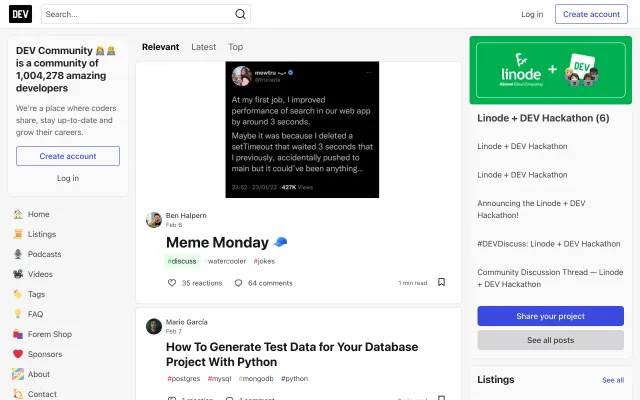 DEV
Search...
Log in
Create account
DEV Community
is a community of
1,004,278 amazing
developers
We're a place where coders
share, stay up-to-date and
grow their careers.
Create account
Log in
Home
Listings
Podcasts
Videos
Tags
FAQ
Forem Shop
Sponsors
About
Contact
Relevant
Latest
Top
At my first job, I improved
performance of search in our web app
by around 3 seconds.
Maybe it was because I deleted a
setTimeout that waited 3 seconds that
I previously, accidentally pushed to
main but it could've been anything...
23:52 · 23/01/23 · 427K Views
Ben Halpern
Feb 6
Meme Monday
#discuss #watercooler #jokes
35 reactions
64 comments
1 min read
Mario García
Feb 7
How To Generate Test Data for Your Database
Project With Python
#postgres #mysql #mongodb #python
linode
DEV
Linode + DEV Hackathon (6)
Linode + DEV Hackathon
Linode + DEV Hackathon
Announcing the Linode + DEV
Hackathon!
#DEVDiscuss: Linode + DEV Hackathon
Community Discussion Thread — Linode
+ DEV Hackathon
Share your project
See all posts
Listings
See all